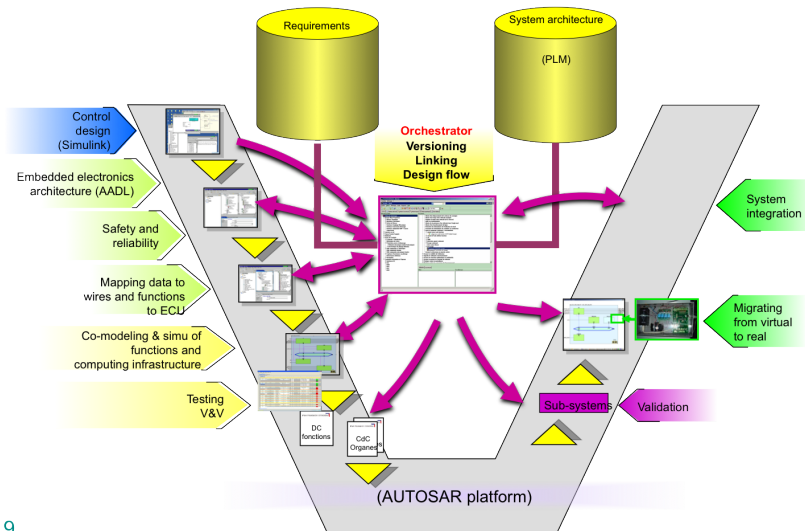 Requirements
System architecture
(PLM)
Control
design
(Simulink)
Orchestrator
Versioning
Linking
Design flow
Embedded electronics
architecture (AADL)
Safety and
reliability
System
integration
Mapping data to
wires and functions
to ECU
Migrating
from virtual
to real
Co-modeling & simu of
functions and
computing infrastructure
Testing
V&V
Sub-systems
Validation
DC
fonctions
CdC
Organes
(AUTOSAR platform)
9